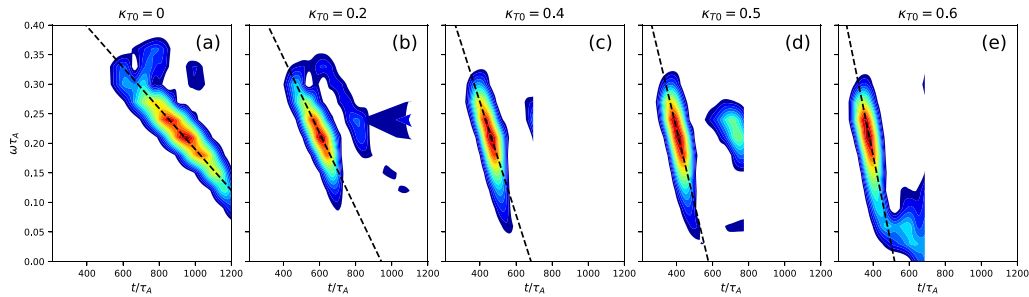 κ_{T0} = 0
κ_{T0} = 0.2
κ_{T0} = 0.4
κ_{T0} = 0.5
κ_{T0} = 0.6
(a)
(b)
(c)
(d)
(e)
ωτ_A
0.40
0.35
0.30
0.25
0.20
0.15
0.10
0.05
0.00
400 600 800 1000 1200
400 600 800 1000 1200
400 600 800 1000 1200
400 600 800 1000 1200
400 600 800 1000 1200
t/τ_A
t/τ_A
t/τ_A
t/τ_A
t/τ_A